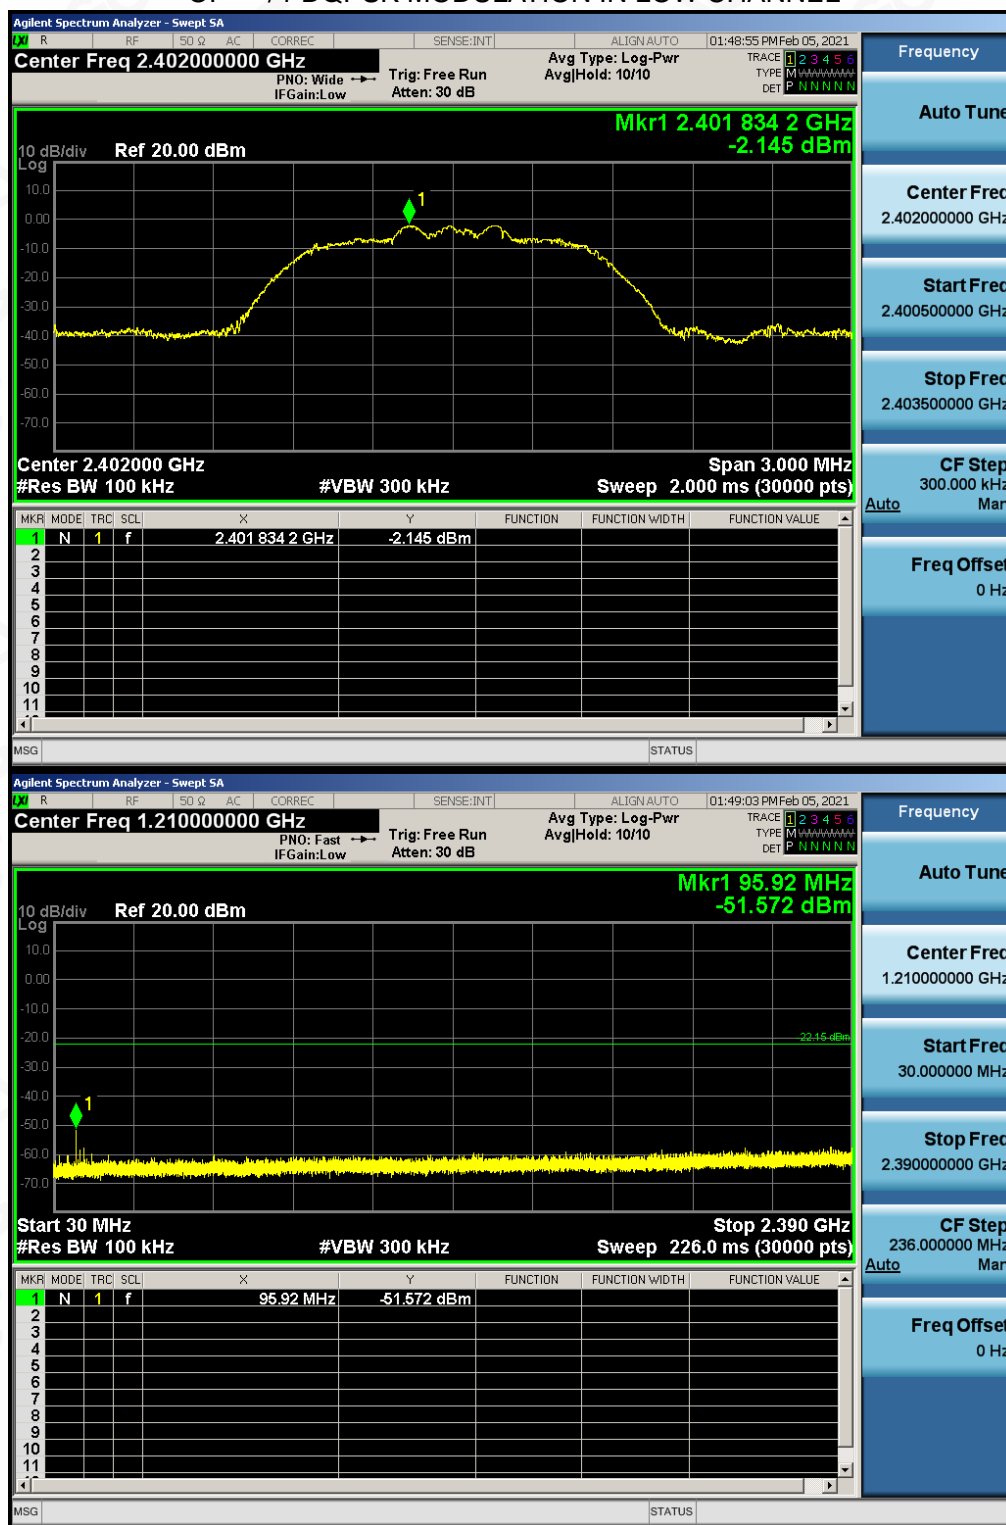 Agilent Spectrum Analyzer - Swept SA
LXI R RF 50 Ω AC CORREC SENSE:INT ALIGN AUTO 01:48:55 PM Feb 05, 2021
Center Freq 2.402000000 GHz
PNO: Wide
IFGain:Low
Trig: Free Run
Atten: 30 dB
Avg Type: Log-Pwr
Avg|Hold: 10/10
TRACE 1 2 3 4 5 6
TYPE M
DET P N N N N N
Mkr1 2.401 834 2 GHz
-2.145 dBm
10 dB/div Ref 20.00 dBm
Log
10.0
0.00
-10.0
-20.0
-30.0
-40.0
-50.0
-60.0
-70.0
1
Center 2.402000 GHz Span 3.000 MHz
#Res BW 100 kHz #VBW 300 kHz Sweep 2.000 ms (30000 pts)
MKR MODE TRC SCL X Y FUNCTION FUNCTION WIDTH FUNCTION VALUE
1 N 1 f 2.401 834 2 GHz -2.145 dBm
2
3
4
5
6
7
8
9
10
11
MSG STATUS
Frequency
Auto Tune
Center Freq
2.402000000 GHz
Start Freq
2.400500000 GHz
Stop Freq
2.403500000 GHz
CF Step
300.000 kHz
Auto Man
Freq Offset
0 Hz
Agilent Spectrum Analyzer - Swept SA
LXI R RF 50 Ω AC CORREC SENSE:INT ALIGN AUTO 01:49:03 PM Feb 05, 2021
Center Freq 1.210000000 GHz
PNO: Fast
IFGain:Low
Trig: Free Run
Atten: 30 dB
Avg Type: Log-Pwr
Avg|Hold: 10/10
TRACE 1 2 3 4 5 6
TYPE M
DET P N N N N N
Mkr1 95.92 MHz
-51.572 dBm
10 dB/div Ref 20.00 dBm
Log
10.0
0.00
-10.0
-20.0
-30.0
-40.0
-50.0
-60.0
-70.0
-22.15 dBm
1
Start 30 MHz Stop 2.390 GHz
#Res BW 100 kHz #VBW 300 kHz Sweep 226.0 ms (30000 pts)
MKR MODE TRC SCL X Y FUNCTION FUNCTION WIDTH FUNCTION VALUE
1 N 1 f 95.92 MHz -51.572 dBm
2
3
4
5
6
7
8
9
10
11
MSG STATUS
Frequency
Auto Tune
Center Freq
1.210000000 GHz
Start Freq
30.000000 MHz
Stop Freq
2.390000000 GHz
CF Step
236.000000 MHz
Auto Man
Freq Offset
0 Hz